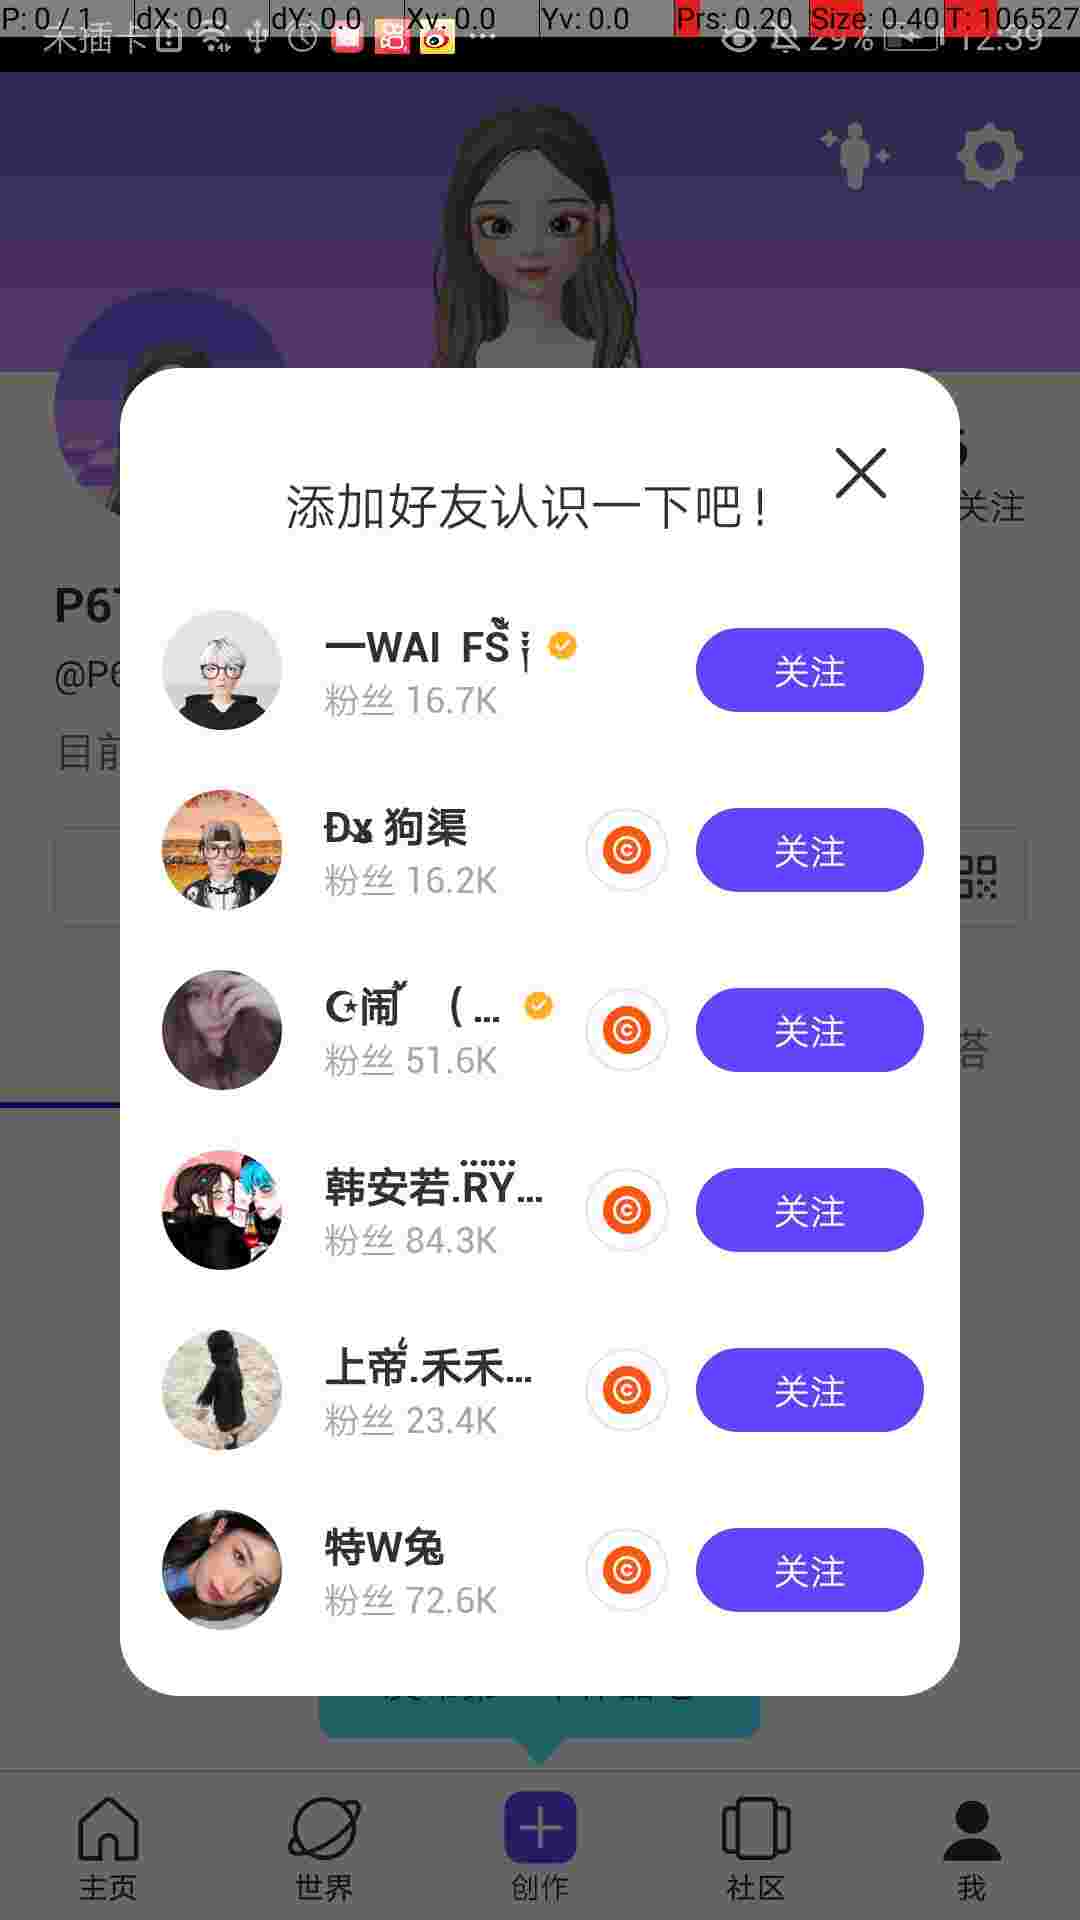 P: 0 / 1 dX: 0.0 dY: 0.0 Xv: 0.0 Yv: 0.0 Prs: 0.20 Size: 0.40 T: 106527
未插卡 29% 12:39
关注
P6
@P6
目前
添加好友认识一下吧!
一WAI FS
粉丝 16.7K
关注
狗渠
粉丝 16.2K
关注
闹 ( ...
粉丝 51.6K
关注
韩安若.RY...
粉丝 84.3K
关注
上帝.禾禾...
粉丝 23.4K
关注
特W兔
粉丝 72.6K
关注
答
主页 世界 创作 社区 我